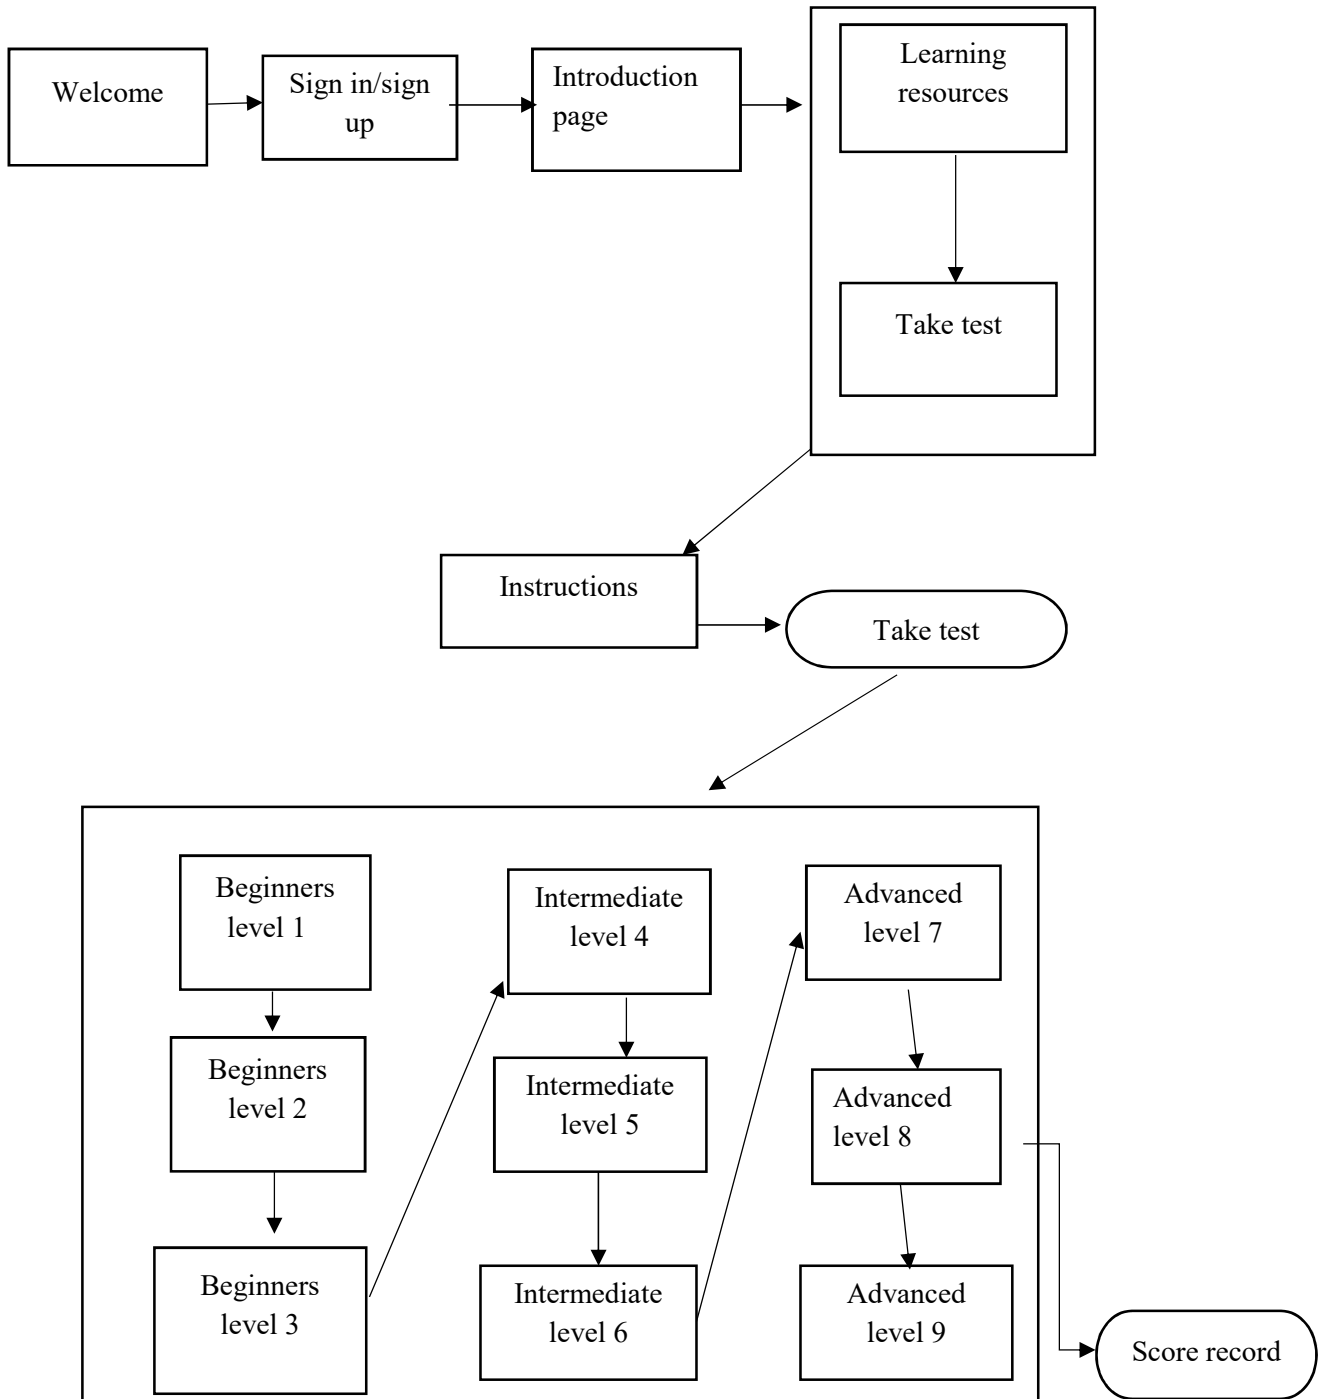 Welcome
Sign in/sign
up
Introduction
page
Learning
resources
Take test
Instructions
Take test
Beginners
level 1
Beginners
level 2
Beginners
level 3
Intermediate
level 4
Intermediate
level 5
Intermediate
level 6
Advanced
level 7
Advanced
level 8
Advanced
level 9
Score record